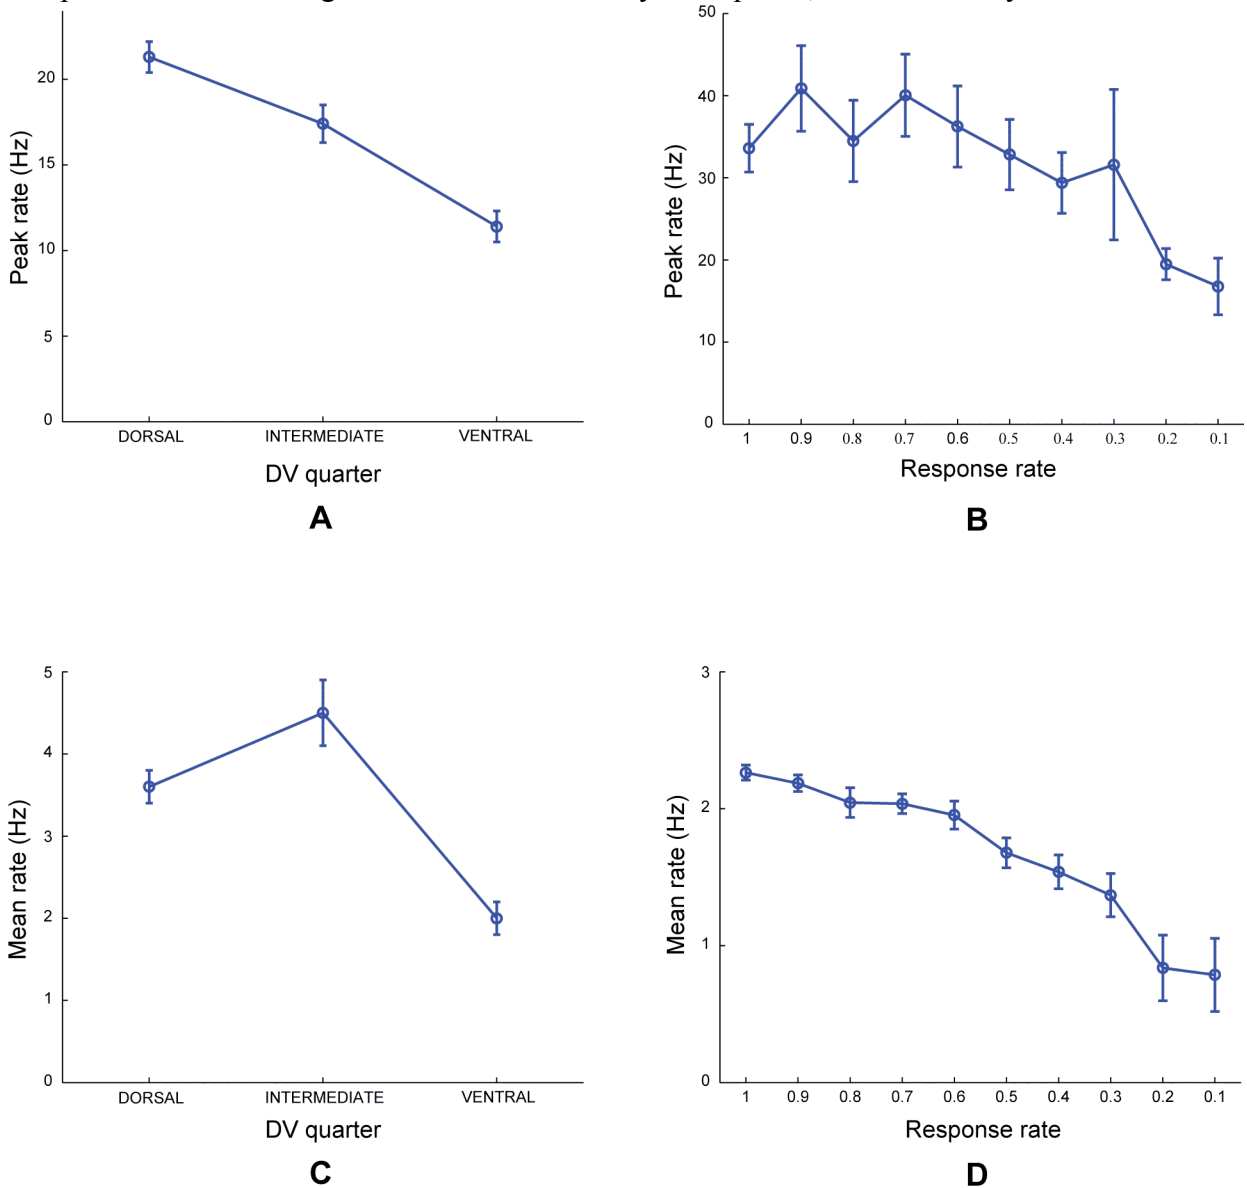 Peak rate (Hz)
20
15
10
5
0
DORSAL INTERMEDIATE VENTRAL
DV quarter
A
Peak rate (Hz)
50
40
30
20
10
0
1 0.9 0.8 0.7 0.6 0.5 0.4 0.3 0.2 0.1
Response rate
B
Mean rate (Hz)
5
4
3
2
1
0
DORSAL INTERMEDIATE VENTRAL
DV quarter
C
Mean rate (Hz)
3
2
1
0
1 0.9 0.8 0.7 0.6 0.5 0.4 0.3 0.2 0.1
Response rate
D